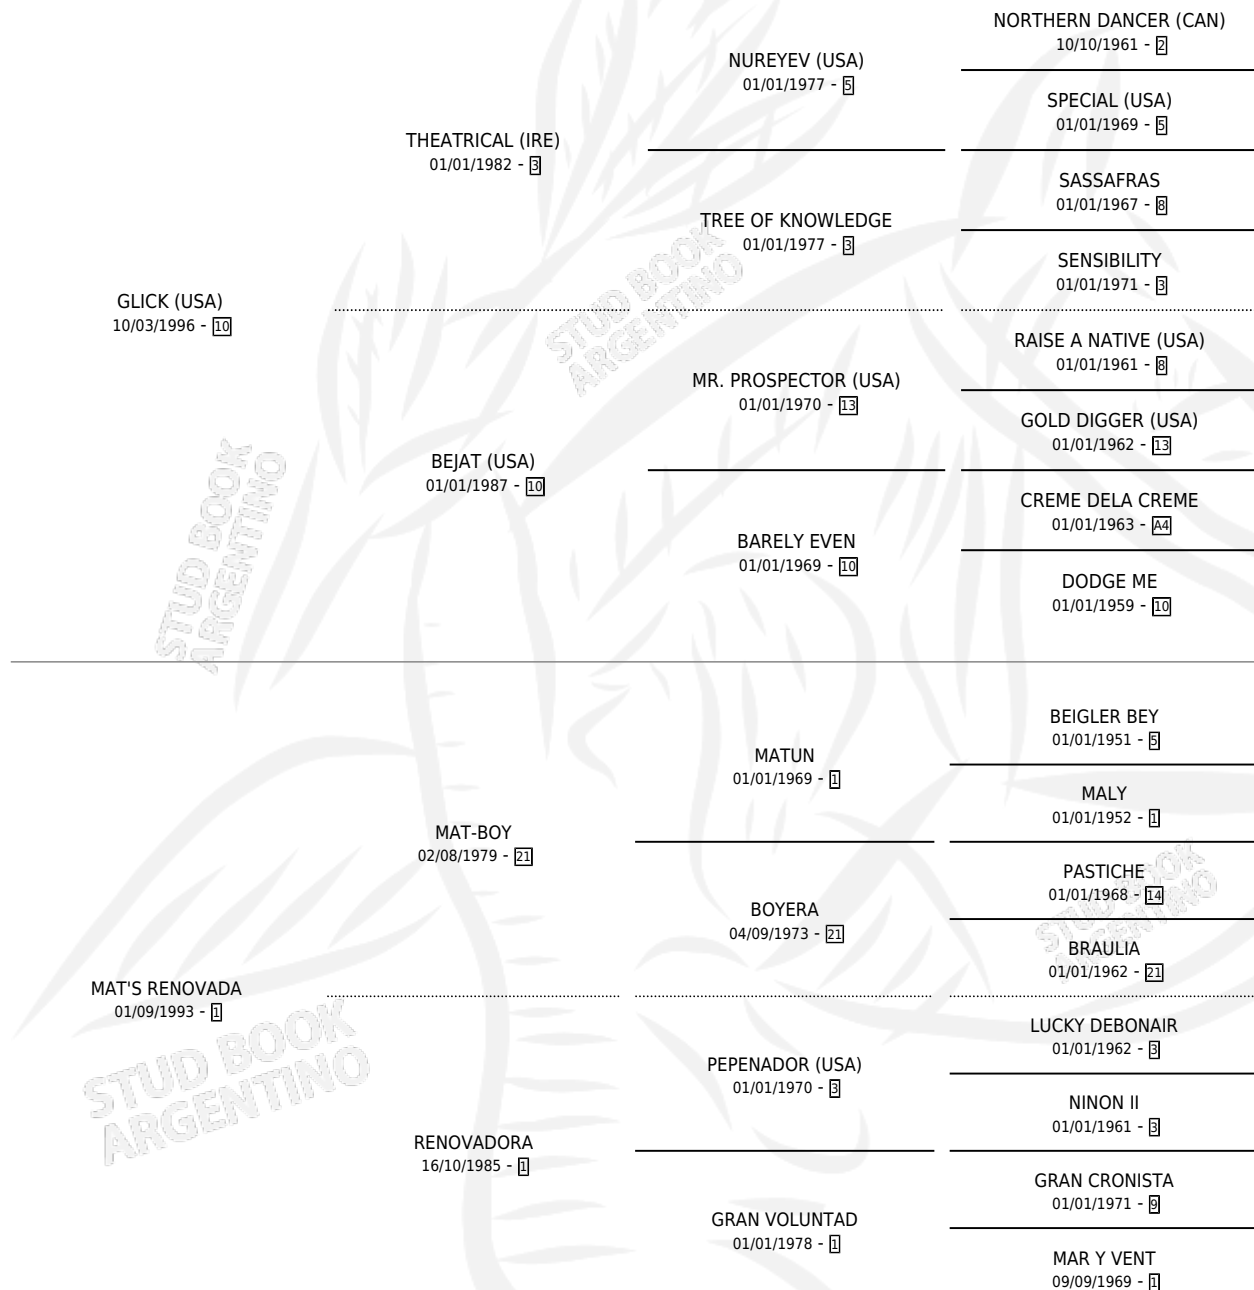 NORTHERN DANCER (CAN)
10/10/1961 - 2
NUREYEV (USA)
01/01/1977 - 5
SPECIAL (USA)
01/01/1969 - 5
THEATRICAL (IRE)
01/01/1982 - 3
SASSAFRAS
01/01/1967 - 8
TREE OF KNOWLEDGE
01/01/1977 - 3
SENSIBILITY
01/01/1971 - 3
GLICK (USA)
10/03/1996 - 10
STUD BOOK
ARGENTINO
RAISE A NATIVE (USA)
01/01/1961 - 8
MR. PROSPECTOR (USA)
01/01/1970 - 13
GOLD DIGGER (USA)
01/01/1962 - 13
BEJAT (USA)
01/01/1987 - 10
CREME DELA CREME
01/01/1963 - A4
BARELY EVEN
01/01/1969 - 10
DODGE ME
01/01/1959 - 10
STUD BOOK
ARGENTINO
BEIGLER BEY
01/01/1951 - 5
MATUN
01/01/1969 - 1
MALY
01/01/1952 - 1
MAT-BOY
02/08/1979 - 21
PASTICHE
01/01/1968 - 14
BOYERA
04/09/1973 - 21
BRAULIA
01/01/1962 - 21
STUD BOOK
ARGENTINO
MAT'S RENOVADA
01/09/1993 - 1
LUCKY DEBONAIR
01/01/1962 - 3
PEPENADOR (USA)
01/01/1970 - 3
NINON II
01/01/1961 - 3
STUD BOOK
ARGENTINO
RENOVADORA
16/10/1985 - 1
GRAN CRONISTA
01/01/1971 - 9
GRAN VOLUNTAD
01/01/1978 - 1
MAR Y VENT
09/09/1969 - 1